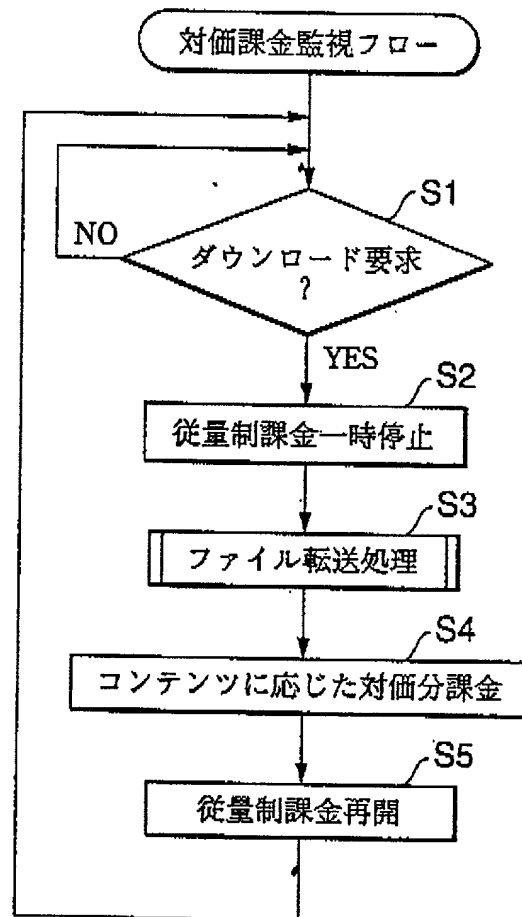 対価課金監視フロー
S1
NO
ダウンロード要求
?
YES
S2
従量制課金一時停止
S3
ファイル転送処理
S4
コンテンツに応じた対価分課金
S5
従量制課金再開